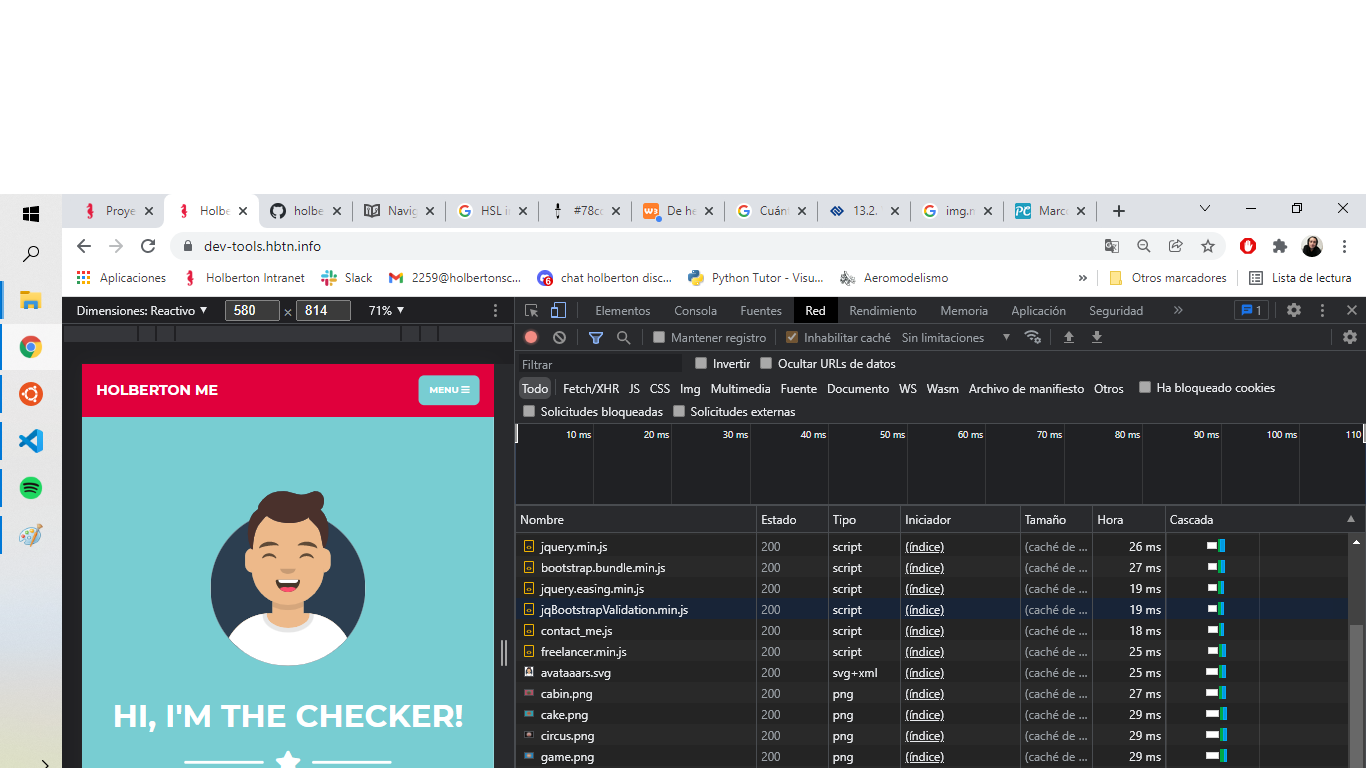 Proye
Holbe
holbe
Navig
HSL i
#78cc
De he
Cuánt
13.2.
img.n
Marc
dev-tools.hbtn.info
Aplicaciones
Holberton Intranet
Slack
2259@holbertonsc...
chat holberton disc...
Python Tutor - Visu...
Aeromodelismo
»
Otros marcadores
Lista de lectura
Dimensiones: Reactivo ▼ 580 × 814 71% ▼
Elementos Consola Fuentes Red Rendimiento Memoria Aplicación Seguridad » 1
Mantener registro Inhabilitar caché Sin limitaciones ▼
Filtrar Invertir Ocultar URLs de datos
Todo Fetch/XHR JS CSS Img Multimedia Fuente Documento WS Wasm Archivo de manifiesto Otros Ha bloqueado cookies
Solicitudes bloqueadas Solicitudes externas
10 ms 20 ms 30 ms 40 ms 50 ms 60 ms 70 ms 80 ms 90 ms 100 ms 110
Nombre Estado Tipo Iniciador Tamaño Hora Cascada
jquery.min.js 200 script (índice) (caché de ... 26 ms
bootstrap.bundle.min.js 200 script (índice) (caché de ... 27 ms
jquery.easing.min.js 200 script (índice) (caché de ... 19 ms
jqBootstrapValidation.min.js 200 script (índice) (caché de ... 19 ms
contact_me.js 200 script (índice) (caché de ... 18 ms
freelancer.min.js 200 script (índice) (caché de ... 25 ms
avataaars.svg 200 svg+xml (índice) (caché de ... 25 ms
cabin.png 200 png (índice) (caché de ... 27 ms
cake.png 200 png (índice) (caché de ... 29 ms
circus.png 200 png (índice) (caché de ... 29 ms
game.png 200 png (índice) (caché de ... 29 ms
HOLBERTON ME
MENU
HI, I'M THE CHECKER!